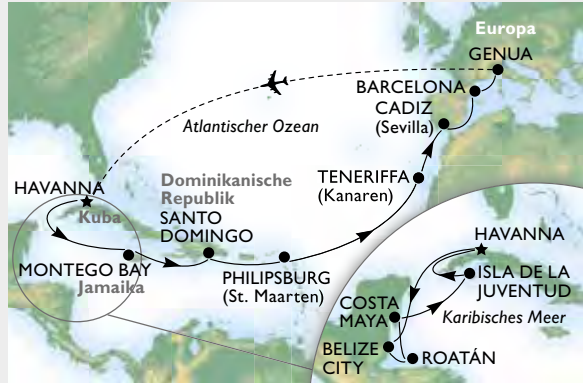 Europa
GENUA
BARCELONA
CADIZ
(Sevilla)
Atlantischer Ozean
TENERIFFA
(Kanaren)
HAVANNA
Kuba
Dominikanische
Republik
SANTO
DOMINGO
MONTEGO BAY
Jamaika
PHILIPSBURG
(St. Maarten)
HAVANNA
ISLA DE LA
JUVENTUD
COSTA
MAYA
Karibisches Meer
BELIZE
CITY
ROATÁN